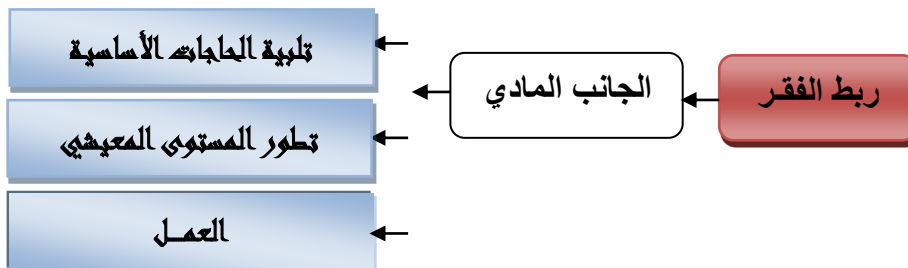 ربط الفقر
الجانب المادي
تلبية الحاجات الأساسية
تطور المستوى المعيشي
العمـل